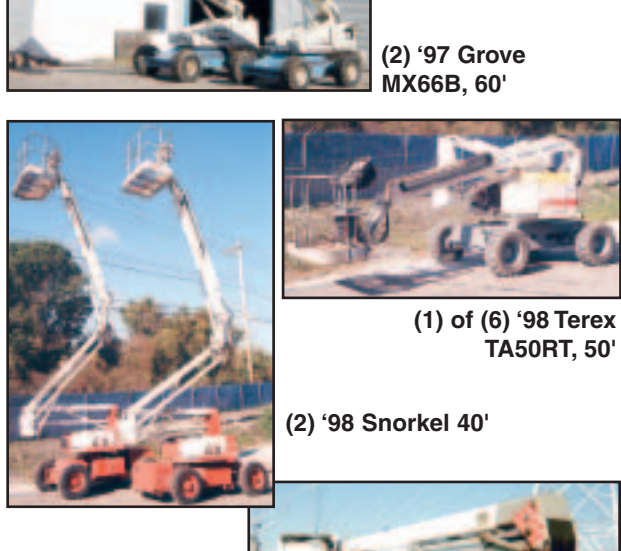 (2) '97 Grove
MX66B, 60'
(1) of (6) ‘98 Terex
TA50RT, 50'
(2) ‘98 Snorkel 40'